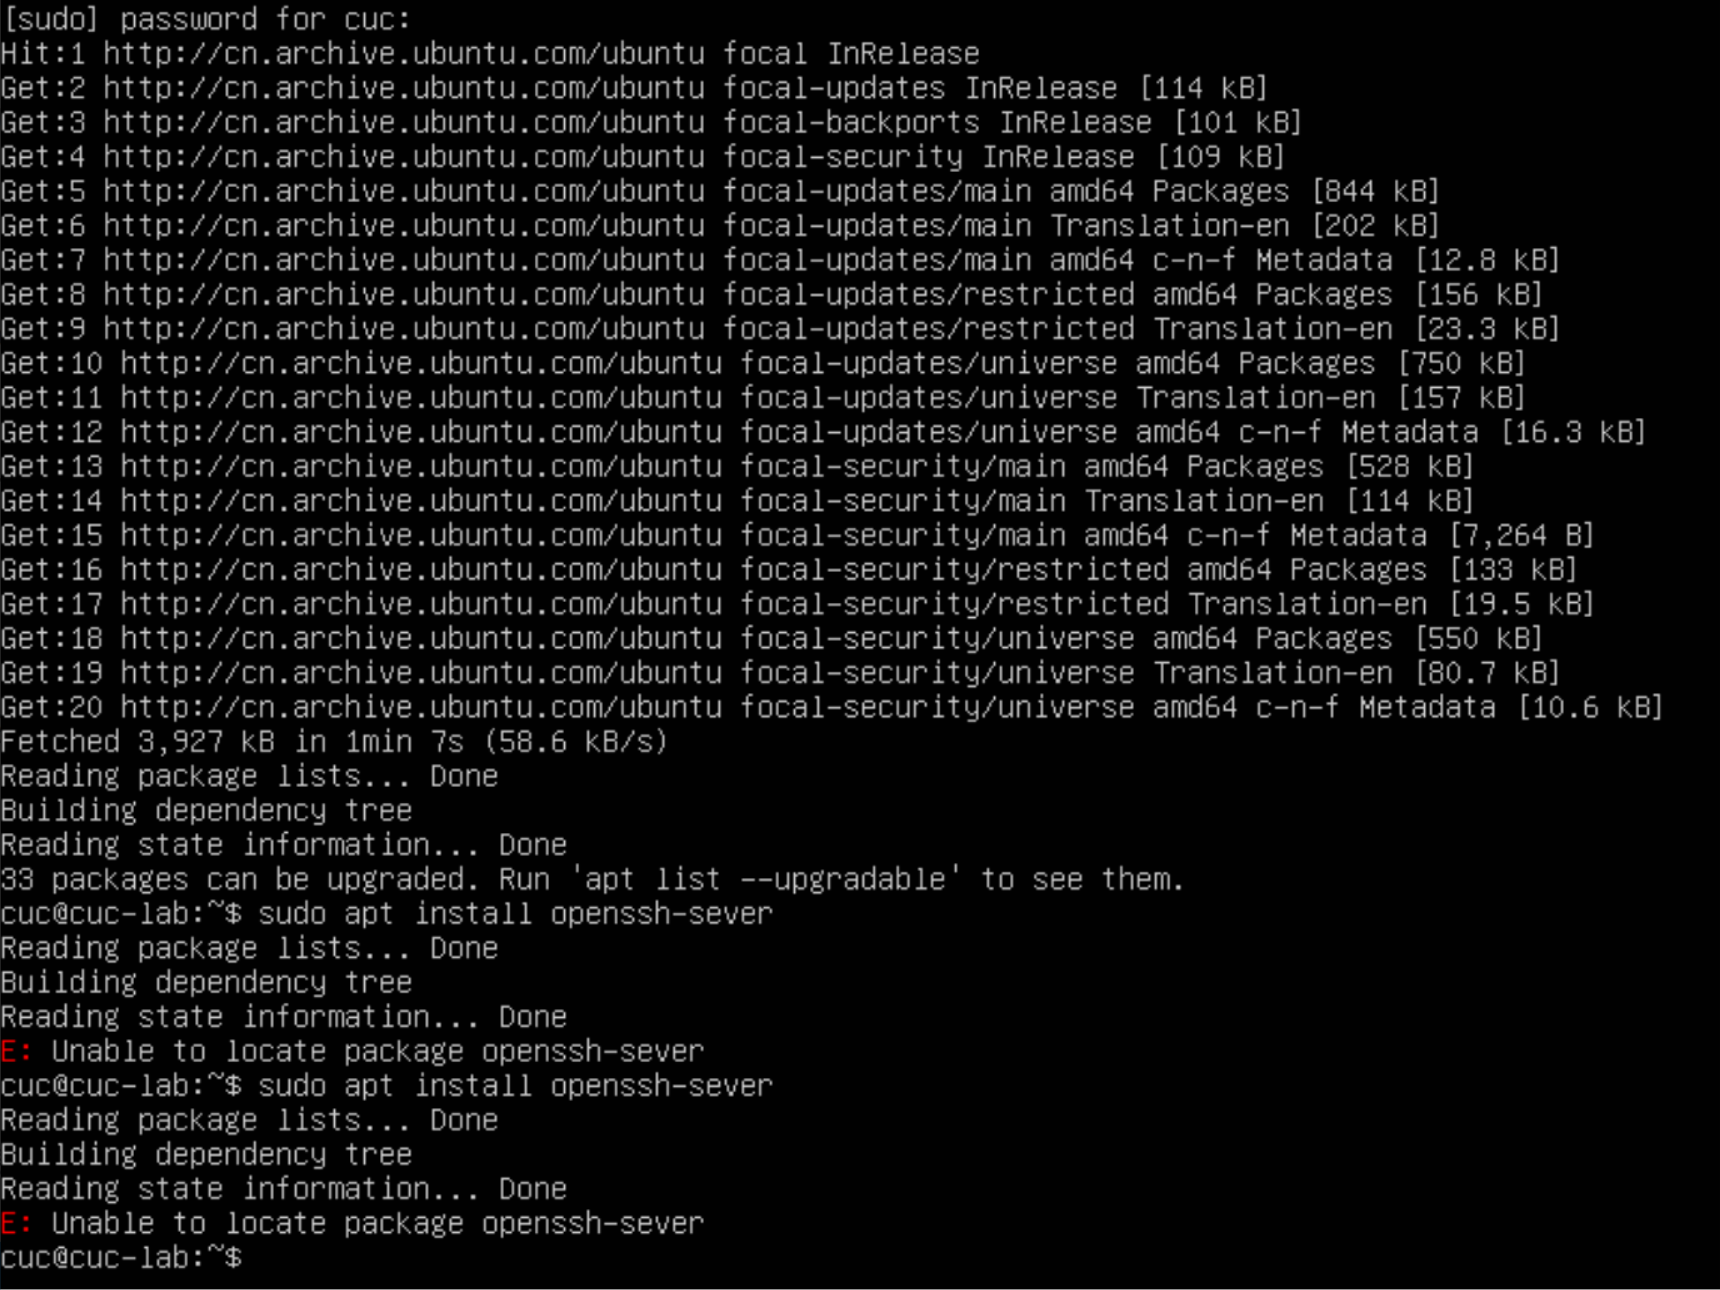 [sudo] password for cuc:
Hit:1 http://cn.archive.ubuntu.com/ubuntu focal InRelease
Get:2 http://cn.archive.ubuntu.com/ubuntu focal-updates InRelease [114 kB]
Get:3 http://cn.archive.ubuntu.com/ubuntu focal-backports InRelease [101 kB]
Get:4 http://cn.archive.ubuntu.com/ubuntu focal-security InRelease [109 kB]
Get:5 http://cn.archive.ubuntu.com/ubuntu focal-updates/main amd64 Packages [844 kB]
Get:6 http://cn.archive.ubuntu.com/ubuntu focal-updates/main Translation-en [202 kB]
Get:7 http://cn.archive.ubuntu.com/ubuntu focal-updates/main amd64 c-n-f Metadata [12.8 kB]
Get:8 http://cn.archive.ubuntu.com/ubuntu focal-updates/restricted amd64 Packages [156 kB]
Get:9 http://cn.archive.ubuntu.com/ubuntu focal-updates/restricted Translation-en [23.3 kB]
Get:10 http://cn.archive.ubuntu.com/ubuntu focal-updates/universe amd64 Packages [750 kB]
Get:11 http://cn.archive.ubuntu.com/ubuntu focal-updates/universe Translation-en [157 kB]
Get:12 http://cn.archive.ubuntu.com/ubuntu focal-updates/universe amd64 c-n-f Metadata [16.3 kB]
Get:13 http://cn.archive.ubuntu.com/ubuntu focal-security/main amd64 Packages [528 kB]
Get:14 http://cn.archive.ubuntu.com/ubuntu focal-security/main Translation-en [114 kB]
Get:15 http://cn.archive.ubuntu.com/ubuntu focal-security/main amd64 c-n-f Metadata [7,264 B]
Get:16 http://cn.archive.ubuntu.com/ubuntu focal-security/restricted amd64 Packages [133 kB]
Get:17 http://cn.archive.ubuntu.com/ubuntu focal-security/restricted Translation-en [19.5 kB]
Get:18 http://cn.archive.ubuntu.com/ubuntu focal-security/universe amd64 Packages [550 kB]
Get:19 http://cn.archive.ubuntu.com/ubuntu focal-security/universe Translation-en [80.7 kB]
Get:20 http://cn.archive.ubuntu.com/ubuntu focal-security/universe amd64 c-n-f Metadata [10.6 kB]
Fetched 3,927 kB in 1min 7s (58.6 kB/s)
Reading package lists... Done
Building dependency tree
Reading state information... Done
33 packages can be upgraded. Run 'apt list --upgradable' to see them.
cuc@cuc-lab:~$ sudo apt install openssh-sever
Reading package lists... Done
Building dependency tree
Reading state information... Done
E: Unable to locate package openssh-sever
cuc@cuc-lab:~$ sudo apt install openssh-sever
Reading package lists... Done
Building dependency tree
Reading state information... Done
E: Unable to locate package openssh-sever
cuc@cuc-lab:~$